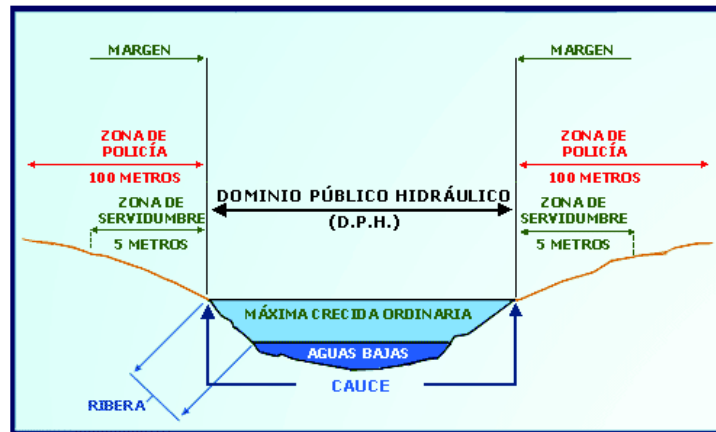 MARGEN
MARGEN
ZONA DE
POLICÍA
100 METROS
ZONA DE
POLICÍA
100 METROS
DOMINIO PÚBLICO HIDRÁULICO
(D.P.H.)
ZONA DE
SERVIDUMBRE
5 METROS
ZONA DE
SERVIDUMBRE
5 METROS
MÁXIMA CRECIDA ORDINARIA
AGUAS BAJAS
CAUCE
RIBERA